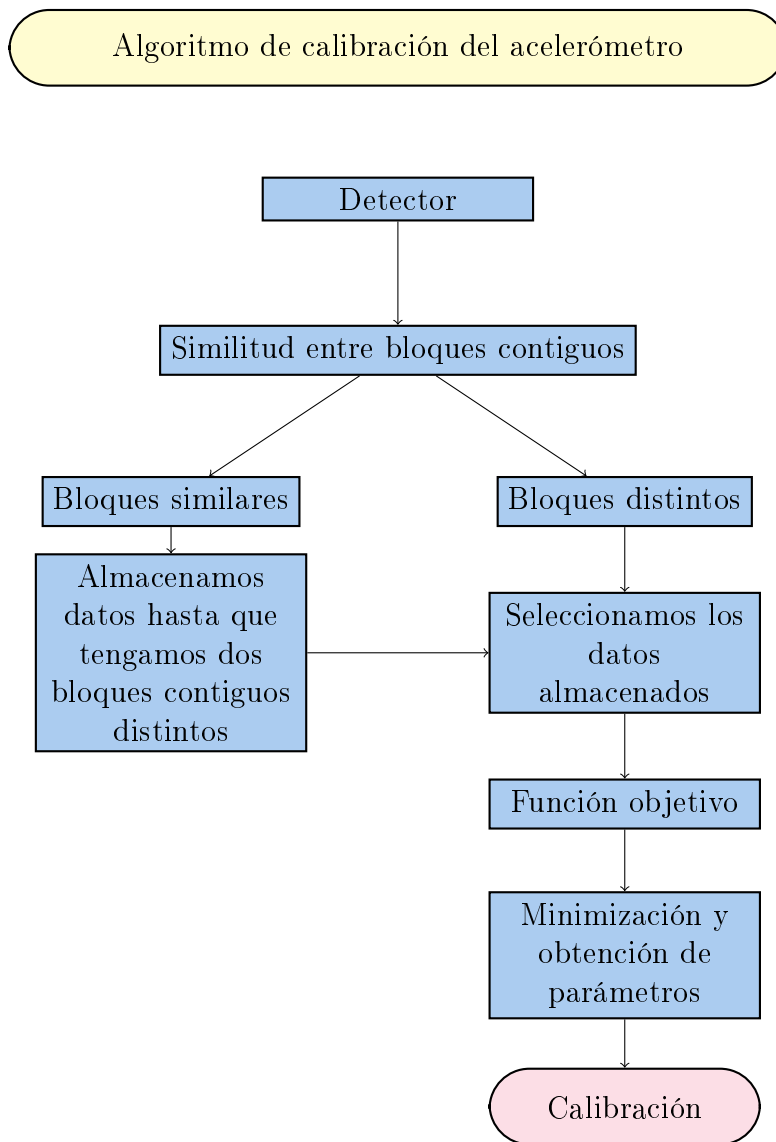 Algoritmo de calibración del acelerómetro
Detector
Similitud entre bloques contiguos
Bloques similares
Bloques distintos
Almacenamos
datos hasta que
tengamos dos
bloques contiguos
distintos
Seleccionamos los
datos
almacenados
Función objetivo
Minimización y
obtención de
parámetros
Calibración